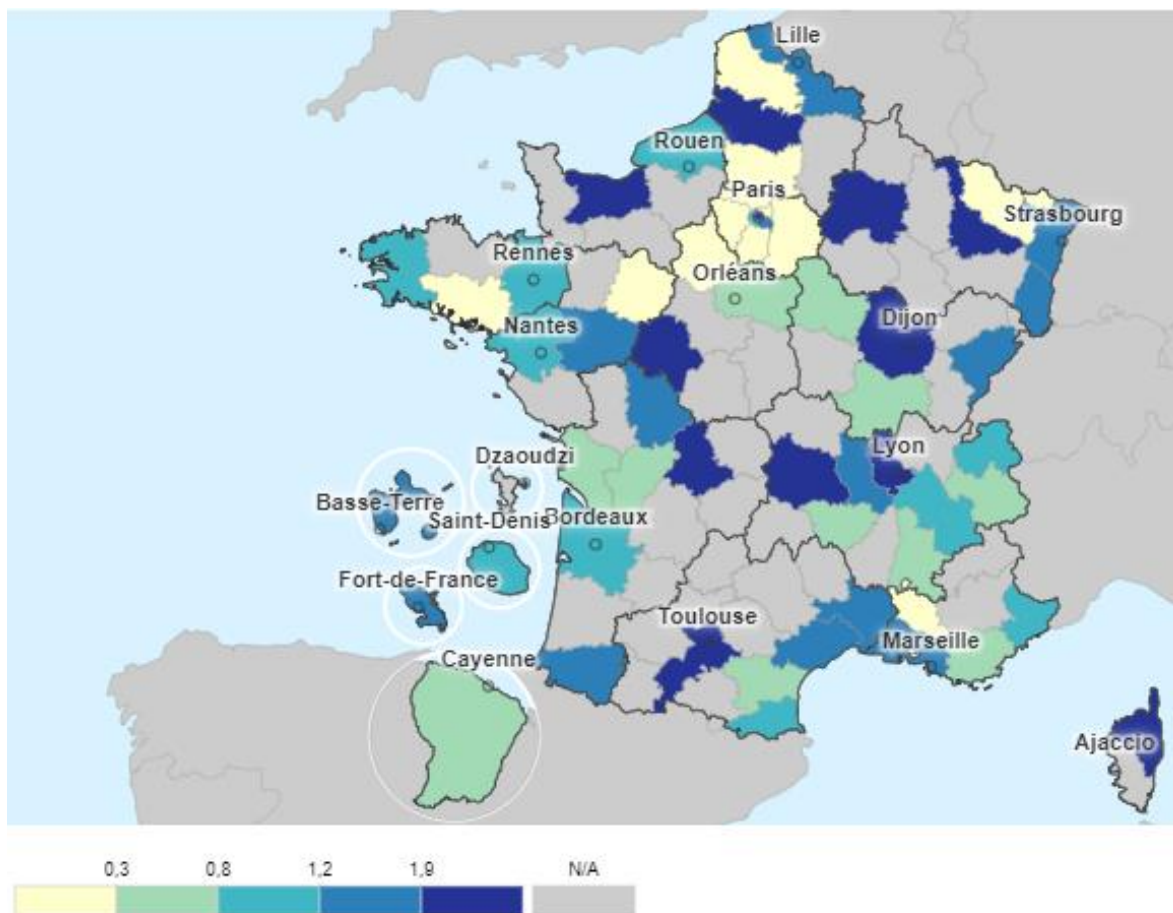 Lille
Rouen
Paris
Strasbourg
Rennes
Orléans
Nantes
Dijon
Lyon
Dzaoudzi
Basse-Terre
Saint-Denis
Bordeaux
Fort-de-France
Toulouse
Marseille
Cayenne
Ajaccio
0,3 0,8 1,2 1,9 N/A